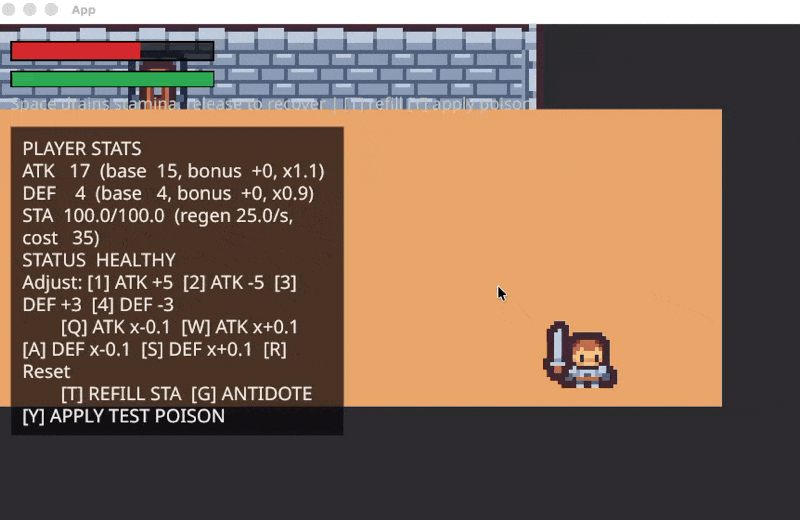 App
Space drains stamina, release to recover | [T] refill [Y] apply poison
PLAYER STATS
ATK 17 (base 15, bonus +0, x1.1)
DEF 4 (base 4, bonus +0, x0.9)
STA 100.0/100.0 (regen 25.0/s,
cost 35)
STATUS HEALTHY
Adjust: [1] ATK +5 [2] ATK -5 [3]
DEF +3 [4] DEF -3
[Q] ATK x-0.1 [W] ATK x+0.1
[A] DEF x-0.1 [S] DEF x+0.1 [R]
Reset
[T] REFILL STA [G] ANTIDOTE
[Y] APPLY TEST POISON